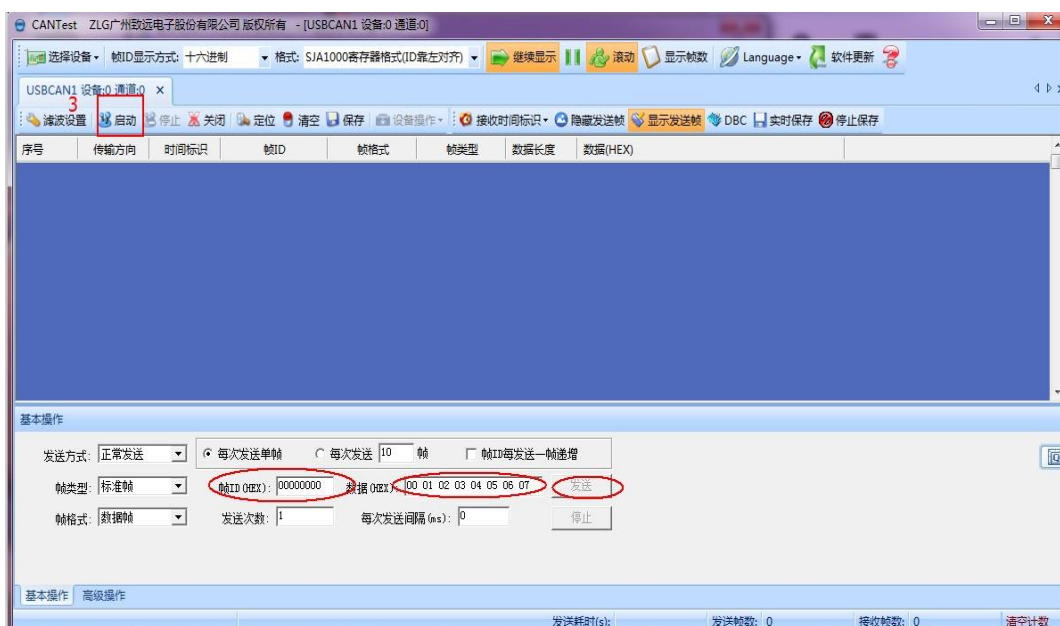 CANTest ZLG广州致远电子股份有限公司 版权所有 - [USBCAN1 设备:0 通道:0]
选择设备 帧ID显示方式: 十六进制 格式: SJA1000寄存器格式(ID靠左对齐) 继续显示 滚动 显示帧数 Language 软件更新
USBCAN1 设备:0 通道:0 ×
3
滤波设置 启动 停止 关闭 定位 清空 保存 设备操作 接收时间标识 隐藏发送帧 显示发送帧 DBC 实时保存 停止保存
序号 传输方向 时间标识 帧ID 帧格式 帧类型 数据长度 数据(HEX)
基本操作
发送方式: 正常发送 每次发送单帧 每次发送 10 帧 帧ID每发送一帧递增
帧类型: 标准帧 帧ID(HEX): 00000000 数据(HEX): 00 01 02 03 04 05 06 07 发送
帧格式: 数据帧 发送次数: 1 每次发送间隔(ms): 0 停止
基本操作 高级操作
发送耗时(s): 发送帧数: 0 接收帧数: 0 清空计数